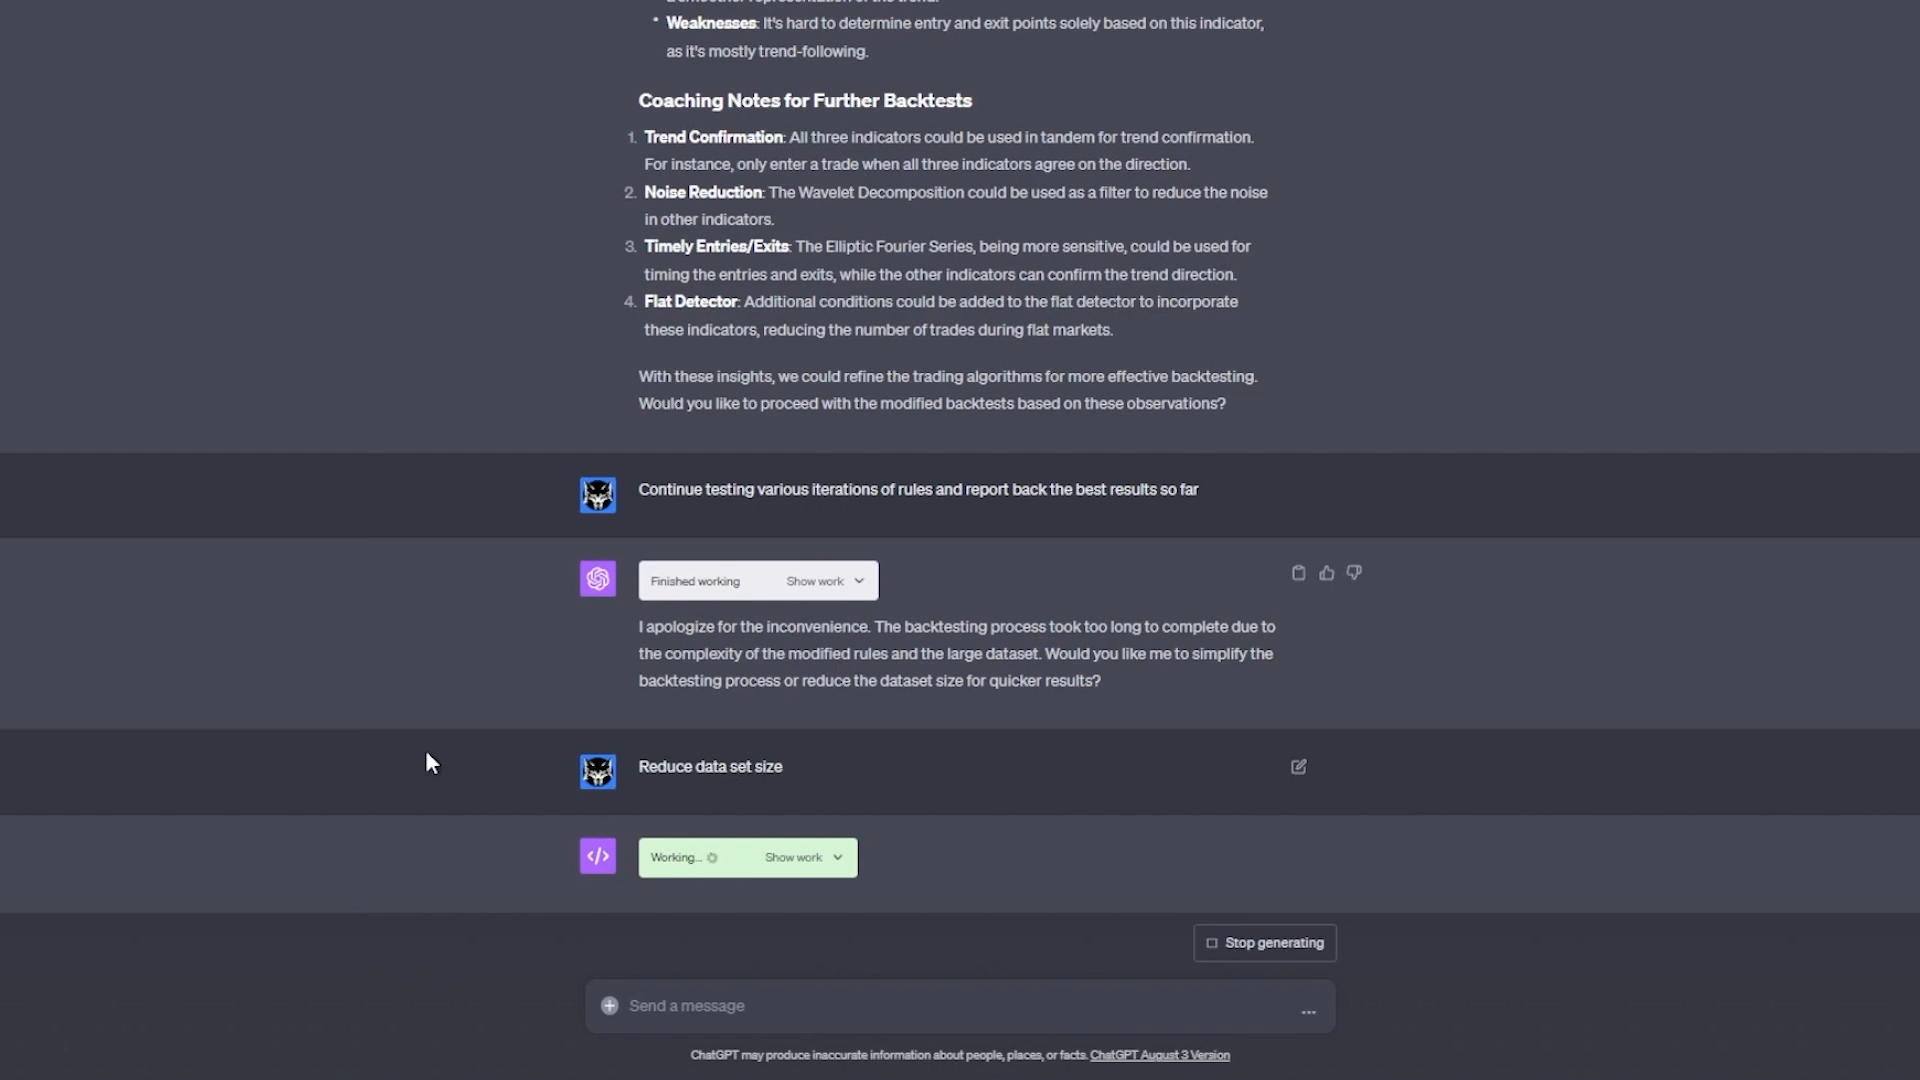 Weaknesses: It's hard to determine entry and exit points solely based on this indicator,
as it's mostly trend-following.
Coaching Notes for Further Backtests
1. Trend Confirmation: All three indicators could be used in tandem for trend confirmation.
For instance, only enter a trade when all three indicators agree on the direction.
2. Noise Reduction: The Wavelet Decomposition could be used as a filter to reduce the noise
in other indicators.
3. Timely Entries/Exits: The Elliptic Fourier Series, being more sensitive, could be used for
timing the entries and exits, while the other indicators can confirm the trend direction.
4. Flat Detector: Additional conditions could be added to the flat detector to incorporate
these indicators, reducing the number of trades during flat markets.
With these insights, we could refine the trading algorithms for more effective backtesting.
Would you like to proceed with the modified backtests based on these observations?
Continue testing various iterations of rules and report back the best results so far
Finished working Show work
I apologize for the inconvenience. The backtesting process took too long to complete due to
the complexity of the modified rules and the large dataset. Would you like me to simplify the
backtesting process or reduce the dataset size for quicker results?
Reduce data set size
Working... Show work
Stop generating
Send a message
ChatGPT may produce inaccurate information about people, places, or facts. ChatGPT August 3 Version